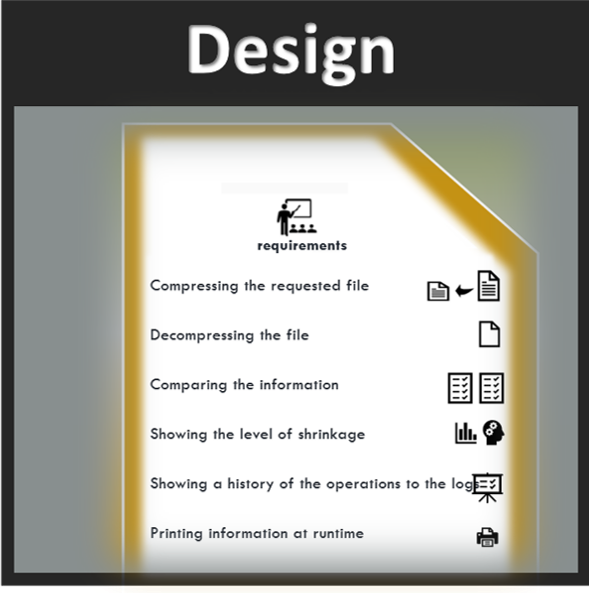 Design
requirements
Compressing the requested file
Decompressing the file
Comparing the information
Showing the level of shrinkage
Showing a history of the operations to the logs
Printing information at runtime